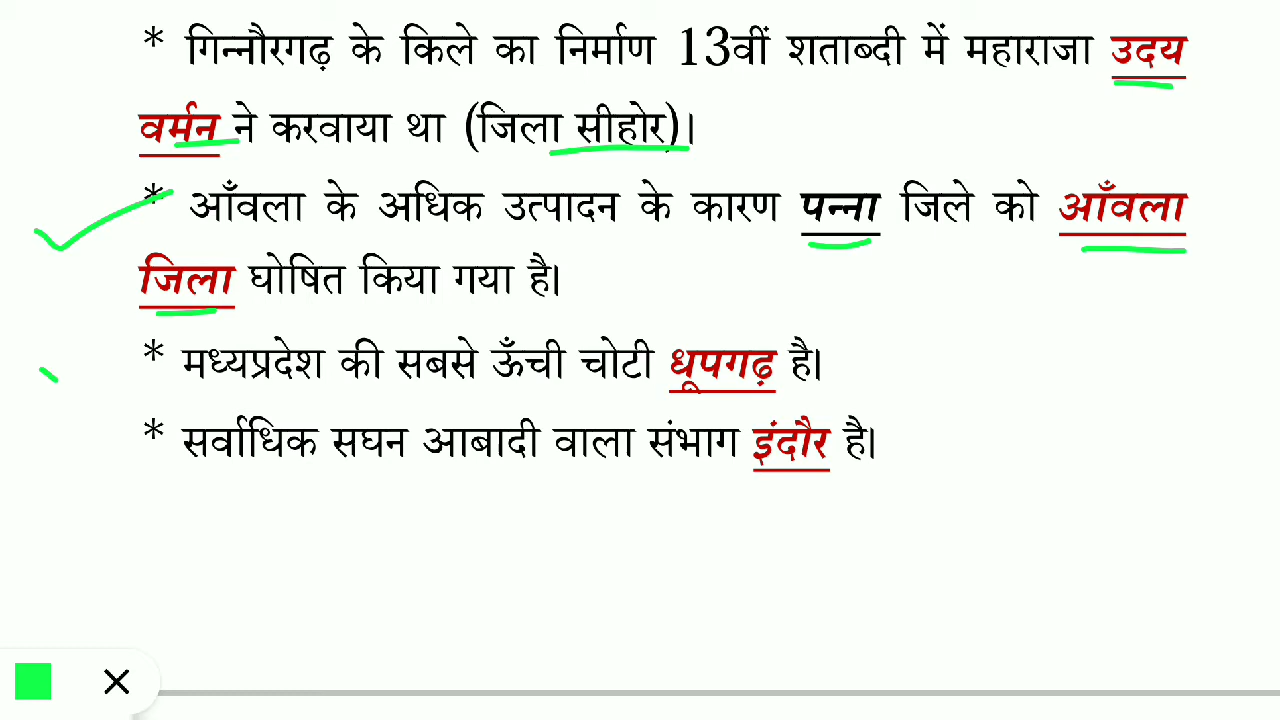 * गिन्नौरगढ़ के किले का निर्माण 13वीं शताब्दी में महाराजा उदय
वर्मन ने करवाया था (जिला सीहोर)।
* आँवला के अधिक उत्पादन के कारण पन्ना जिले को आँवला
जिला घोषित किया गया है।
* मध्यप्रदेश की सबसे ऊँची चोटी धूपगढ़ है।
* सर्वाधिक सघन आबादी वाला संभाग इंदौर है।